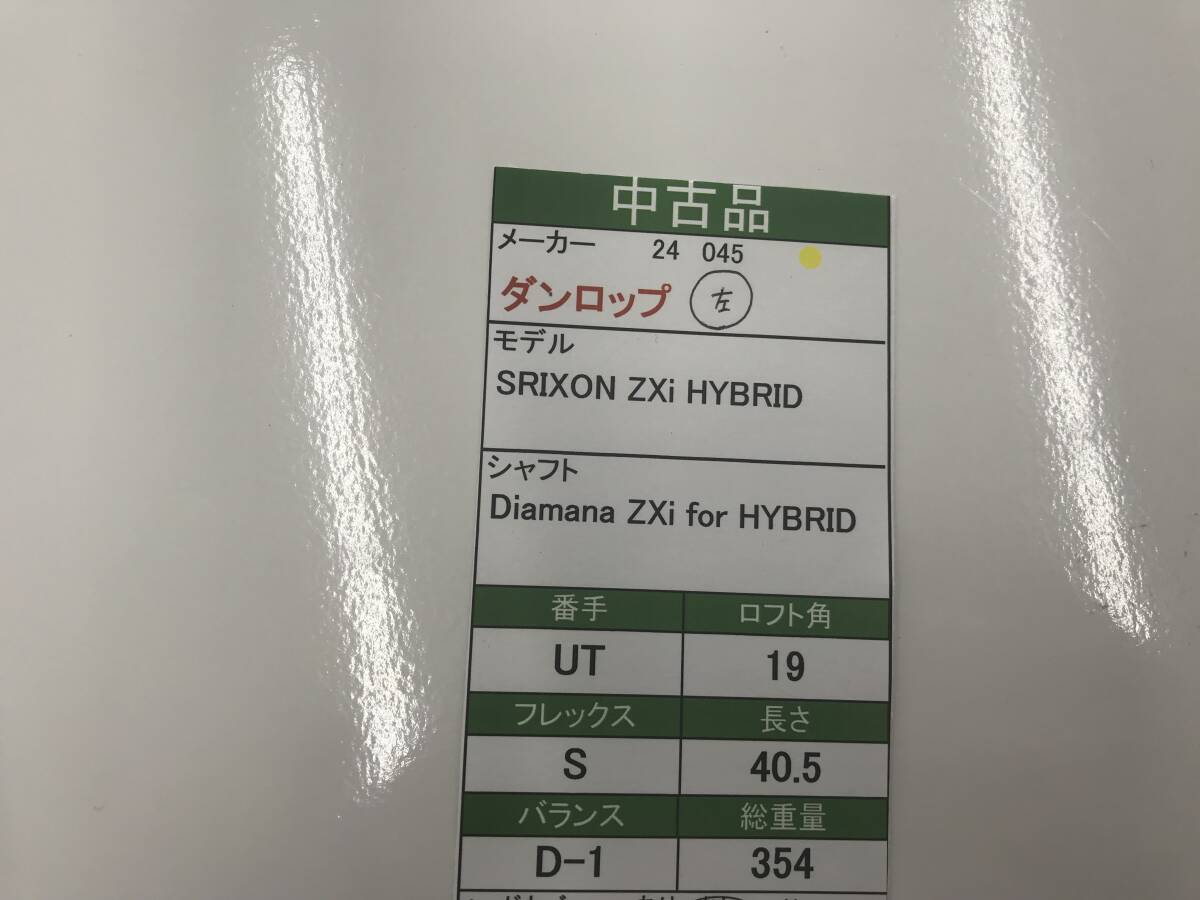 中古品
メーカー 24 045
ダンロップ 左
モデル
SRIXON ZXi HYBRID
シャフト
Diamana ZXi for HYBRID
番手 ロフト角
UT 19
フレックス 長さ
S 40.5
バランス 総重量
D-1 354